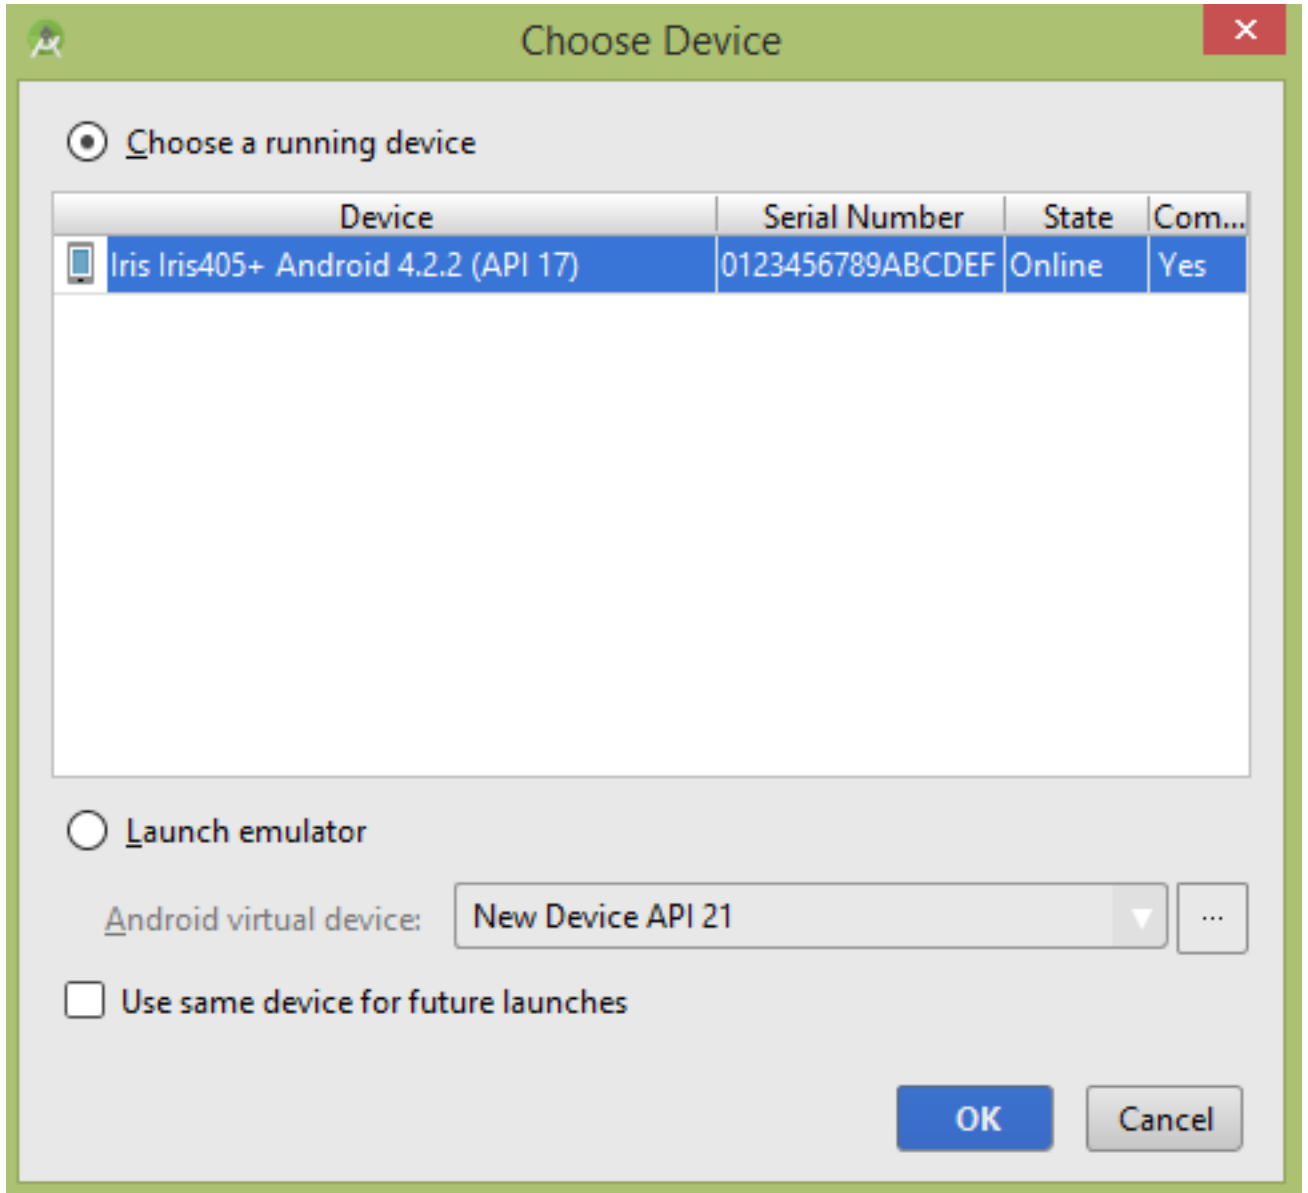 Choose Device
Choose a running device
Device Serial Number State Com...
Iris Iris405+ Android 4.2.2 (API 17) 0123456789ABCDEF Online Yes
Launch emulator
Android virtual device: New Device API 21 ...
Use same device for future launches
OK Cancel